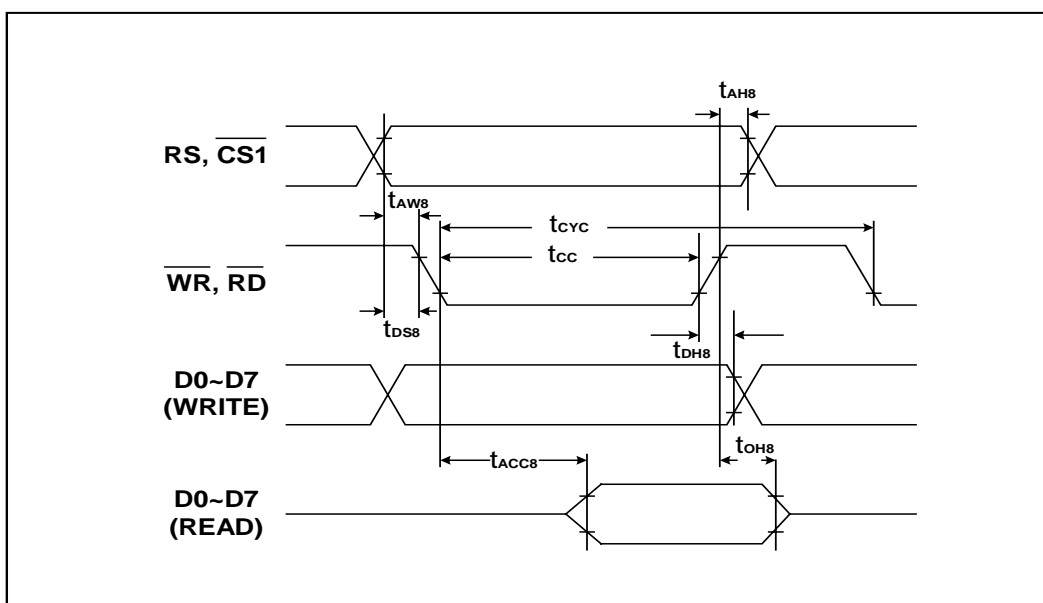 tAH8
RS, CS1
tAW8
tCYC
tCC
WR, RD
tDS8
tDH8
D0~D7
(WRITE)
tACC8
tOH8
D0~D7
(READ)